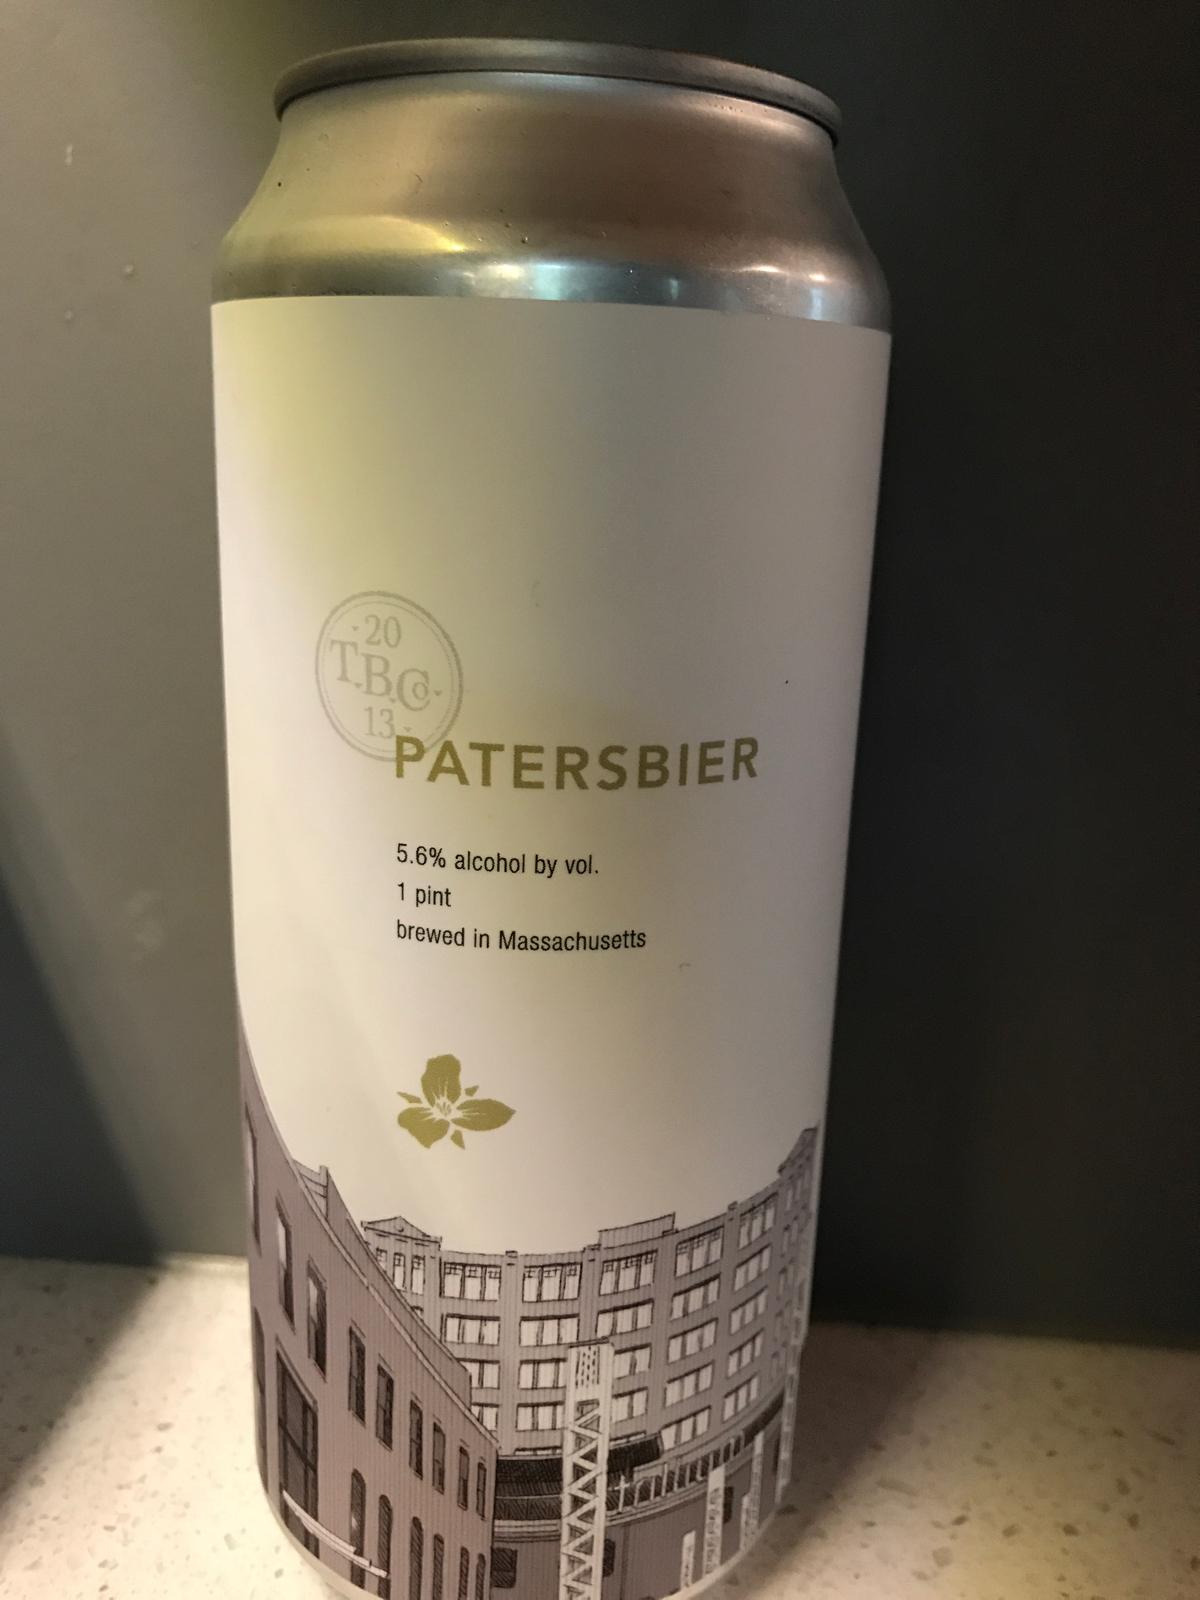 20
T.B.Co.
13
PATERSBIER
5.6% alcohol by vol.
1 pint
brewed in Massachusetts